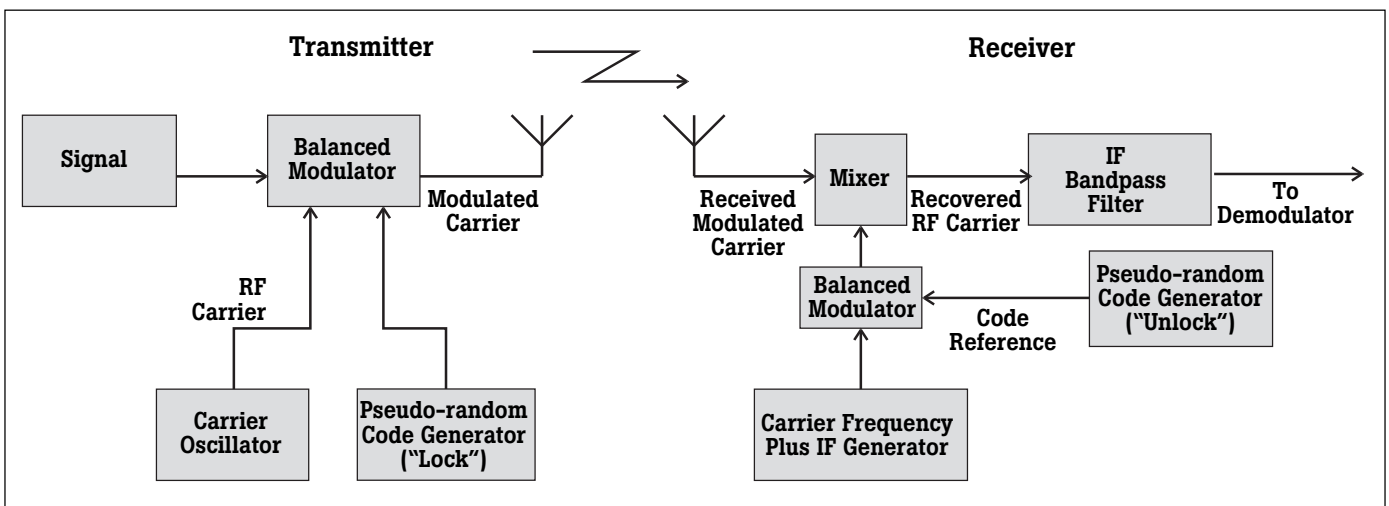 Transmitter
Receiver
Signal
Balanced
Modulator
Modulated
Carrier
RF
Carrier
Carrier
Oscillator
Pseudo-random
Code Generator
("Lock")
Received
Modulated
Carrier
Mixer
Recovered
RF Carrier
IF
Bandpass
Filter
To
Demodulator
Balanced
Modulator
Code
Reference
Pseudo-random
Code Generator
("Unlock")
Carrier Frequency
Plus IF Generator